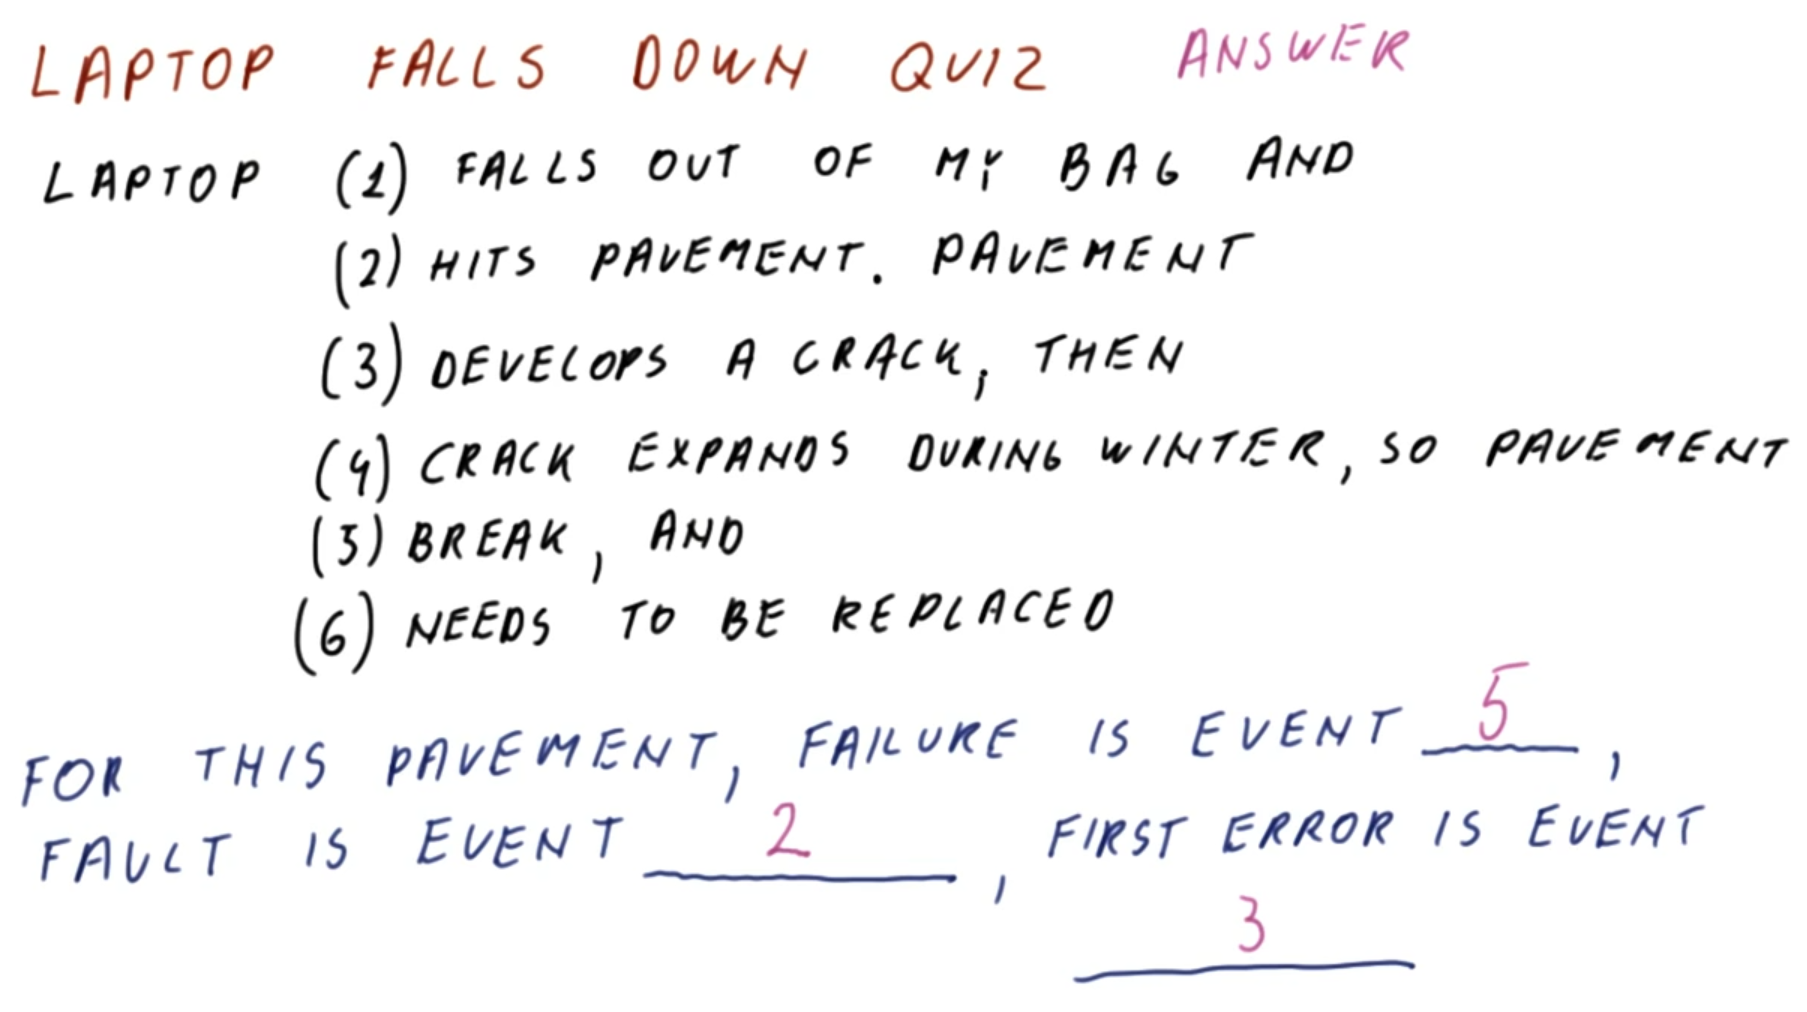 LAPTOP FALLS DOWN QUIZ ANSWER
LAPTOP (1) FALLS OUT OF MY BAG AND
(2) HITS PAVEMENT. PAVEMENT
(3) DEVELOPS A CRACK, THEN
(4) CRACK EXPANDS DURING WINTER, SO PAVEMENT
(5) BREAK, AND
(6) NEEDS TO BE REPLACED
FOR THIS PAVEMENT, FAILURE IS EVENT 5,
FAULT IS EVENT 2, FIRST ERROR IS EVENT
3